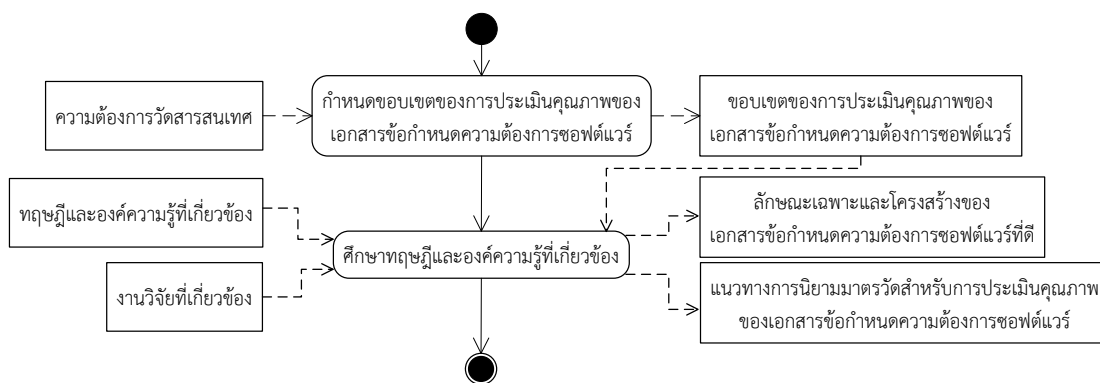 ความต้องการวัดสารสนเทศ
กำหนดขอบเขตของการประเมินคุณภาพของ
เอกสารข้อกำหนดความต้องการซอฟต์แวร์
ขอบเขตของการประเมินคุณภาพของ
เอกสารข้อกำหนดความต้องการซอฟต์แวร์
ทฤษฎีและองค์ความรู้ที่เกี่ยวข้อง
ลักษณะเฉพาะและโครงสร้างของ
เอกสารข้อกำหนดความต้องการซอฟต์แวร์ที่ดี
ศึกษาทฤษฎีและองค์ความรู้ที่เกี่ยวข้อง
งานวิจัยที่เกี่ยวข้อง
แนวทางการนิยามมาตรวัดสำหรับการประเมินคุณภาพ
ของเอกสารข้อกำหนดความต้องการซอฟต์แวร์